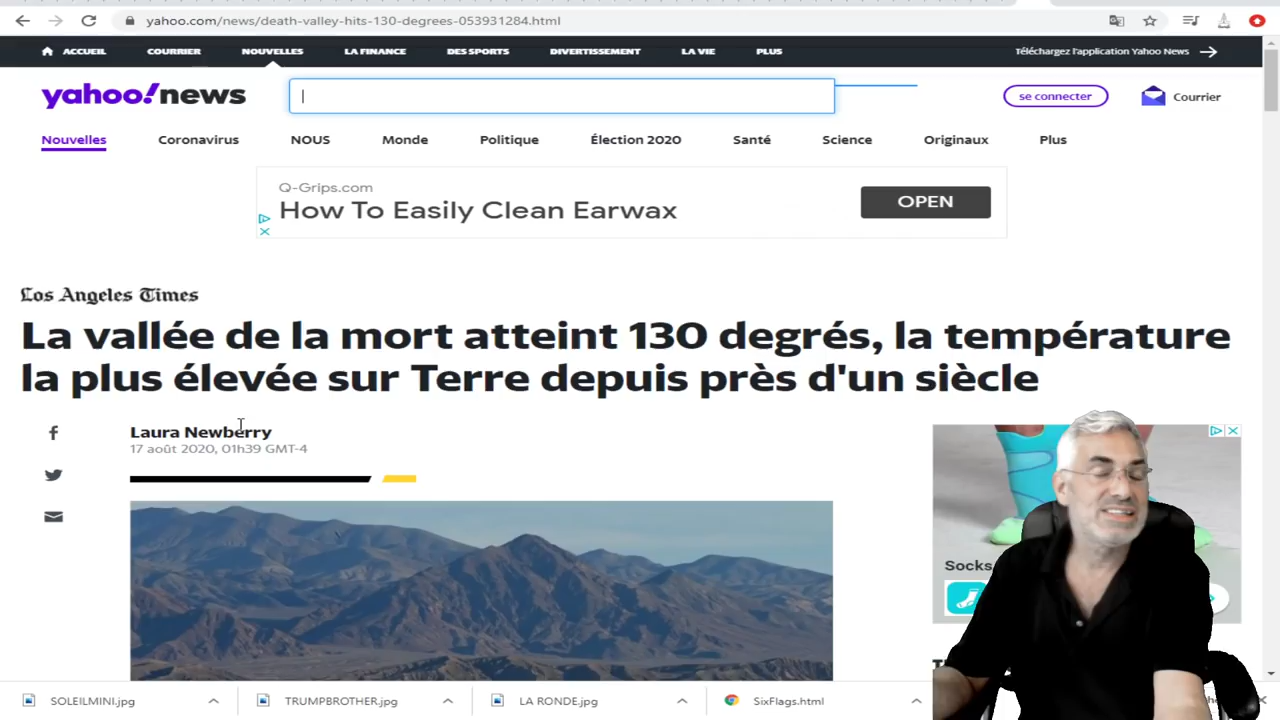 yahoo.com/news/death-valley-hits-130-degrees-053931284.html
ACCUEIL COURRIER NOUVELLES LA FINANCE DES SPORTS DIVERTISSEMENTS LA VIE PLUS Téléchargez l'application Yahoo News
yahoo!news
se connecter
Courrier
Nouvelles Coronavirus NOUS Monde Politique Élection 2020 Santé Science Originaux Plus
Q-Grips.com
How To Easily Clean Earwax
OPEN
Los Angeles Times
La vallée de la mort atteint 130 degrés, la température
la plus élevée sur Terre depuis près d'un siècle
Laura Newberry
17 août 2020, 01h39 GMT-4
Socks
SOLEILMINI.jpg TRUMPBROTHER.jpg LA RONDE.jpg SixFlags.html